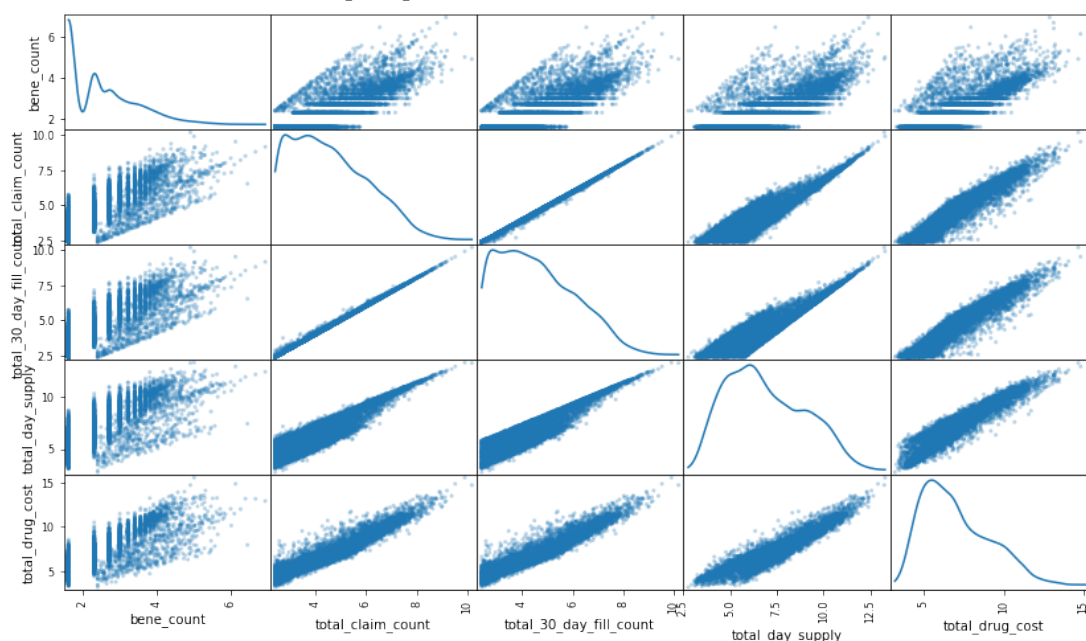 bene_count
6
4
2
total_claim_count
10.0
7.5
5.0
2.5
total_30_day_fill_count
10.0
7.5
5.0
2.5
total_day_supply
10
5
total_drug_cost
15
10
5
2 4 6 4 6 8 10 4 6 8 10 2.5 5.0 7.5 10.0 12.5 5 10 15
bene_count total_claim_count total_30_day_fill_count total_day_supply total_drug_cost